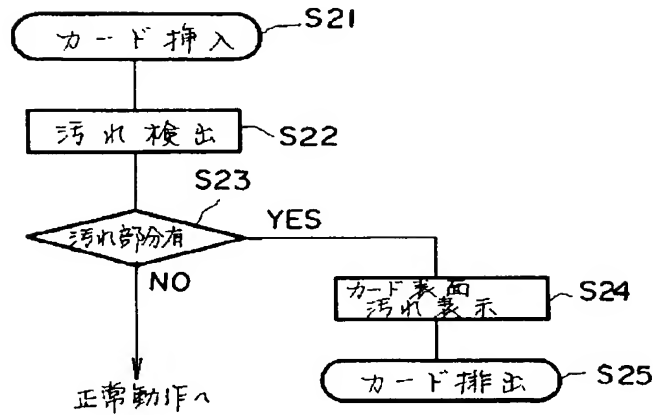 カード挿入
S21
汚れ検出
S22
S23
汚れ部分有
YES
NO
カード表面
汚れ表示
S24
カード排出
S25
正常動作へ